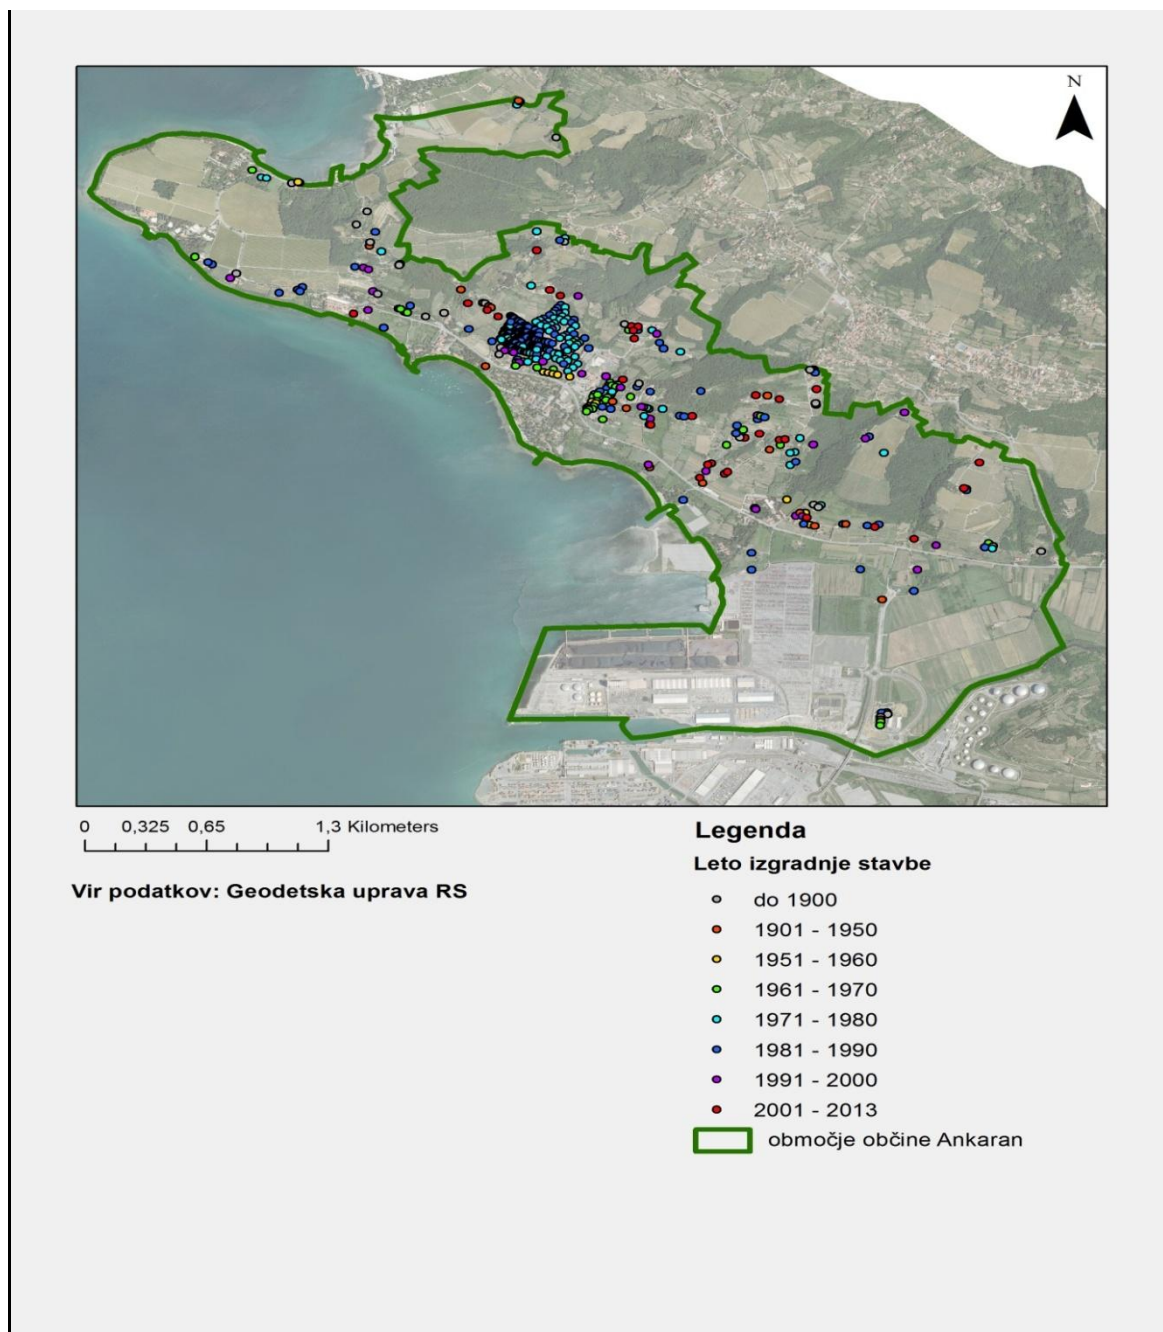 N
0 0,325 0,65 1,3 Kilometers
Vir podatkov: Geodetska uprava RS
Legenda
Leto izgradnje stavbe
do 1900
1901 - 1950
1951 - 1960
1961 - 1970
1971 - 1980
1981 - 1990
1991 - 2000
2001 - 2013
območje občine Ankaran